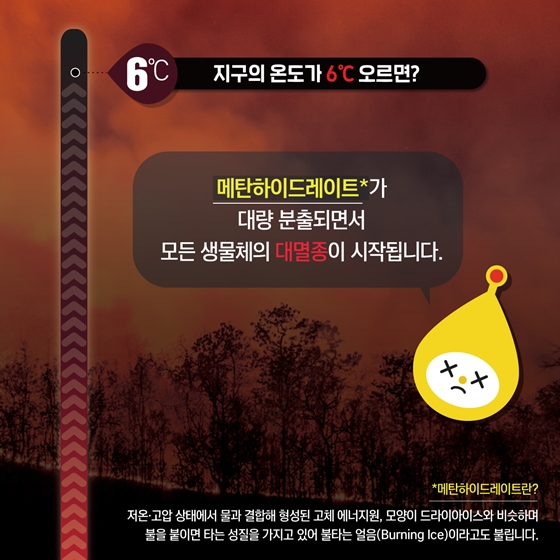 6℃
지구의 온도가 6℃ 오르면?
메탄하이드레이트*가
대량 분출되면서
모든 생물체의 대멸종이 시작됩니다.
*메탄하이드레이트란?
저온·고압 상태에서 물과 결합해 형성된 고체 에너지원, 모양이 드라이아이스와 비슷하며
불을 붙이면 타는 성질을 가지고 있어 불타는 얼음(Burning Ice)이라고도 불립니다.